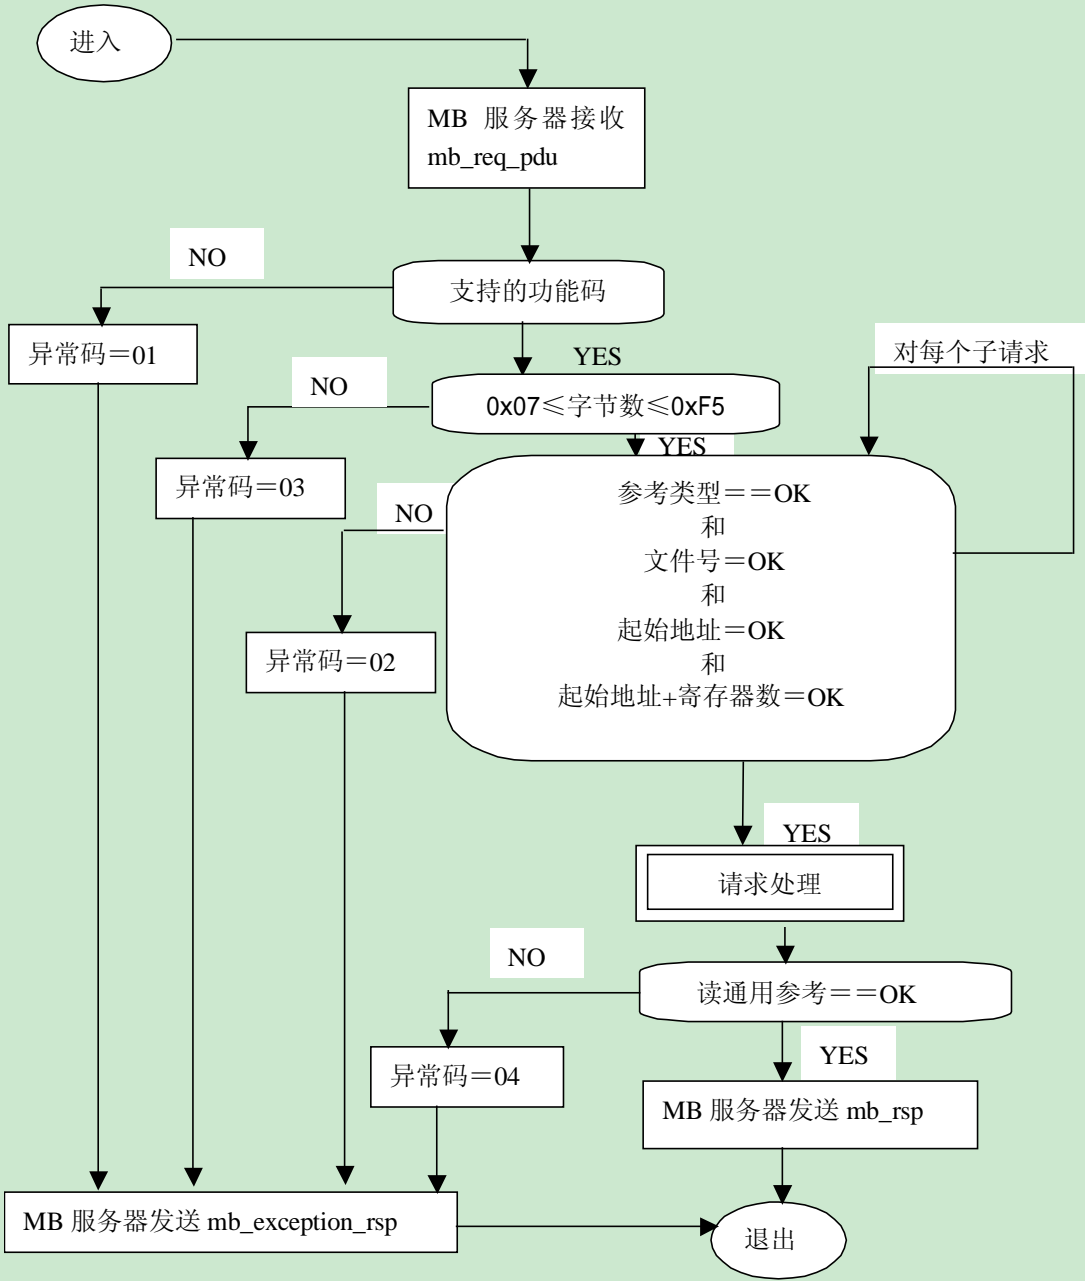 进入
MB 服务器接收
mb_req_pdu
NO
支持的功能码
异常码＝01
YES
对每个子请求
NO
0x07≤字节数≤0xF5
YES
异常码＝03
NO
参考类型＝＝OK
和
文件号＝OK
和
起始地址＝OK
和
起始地址+寄存器数＝OK
异常码＝02
YES
请求处理
NO
读通用参考＝＝OK
异常码＝04
YES
MB 服务器发送 mb_rsp
MB 服务器发送 mb_exception_rsp
退出